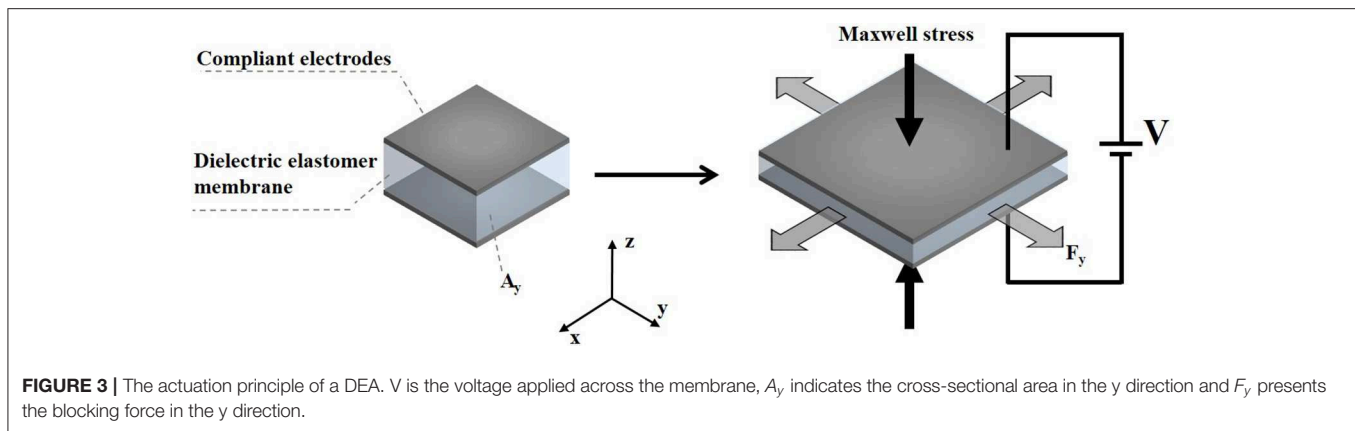 Compliant electrodes
Dielectric elastomer
membrane
A_y
z
y
x
Maxwell stress
V
F_y
FIGURE 3 | The actuation principle of a DEA. V is the voltage applied across the membrane, A_y indicates the cross-sectional area in the y direction and F_y presents
the blocking force in the y direction.